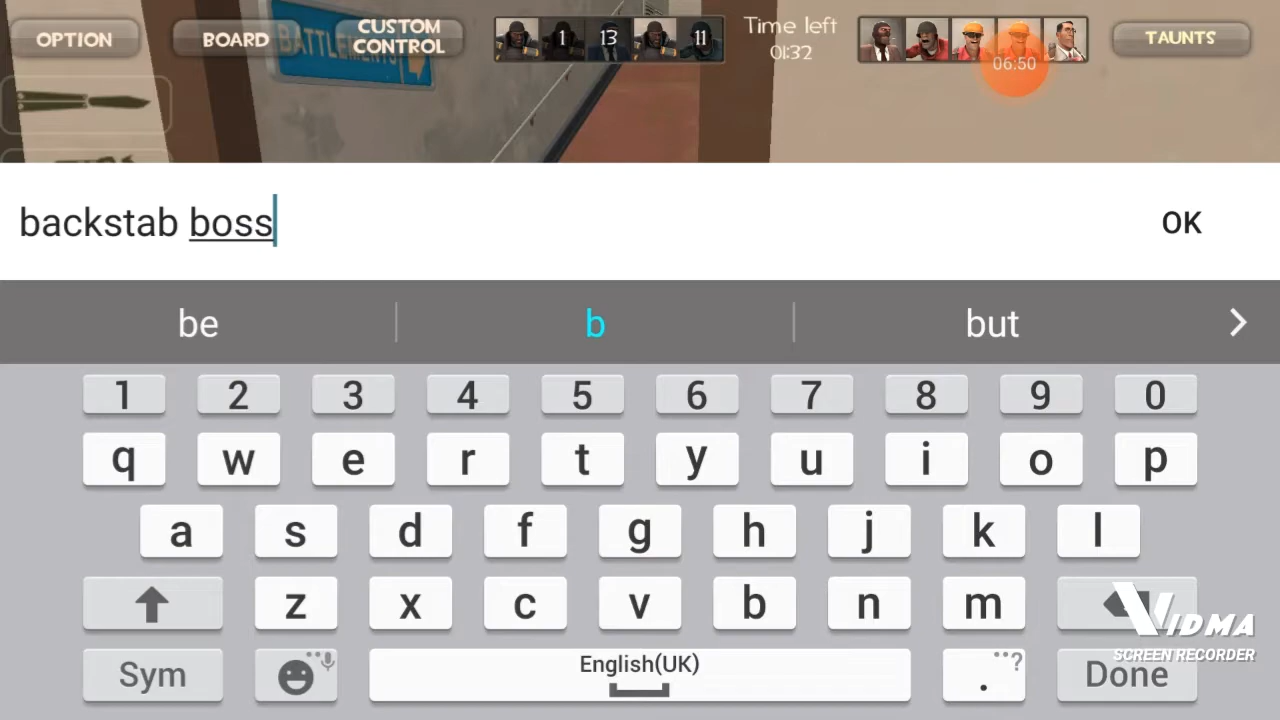 OPTION
BOARD
BATTLEMENTS
CUSTOM
CONTROL
1
13
11
Time left
01:32
06:50
TAUNTS
backstab boss
OK
be
b
but
1 2 3 4 5 6 7 8 9 0
q w e r t y u i o p
a s d f g h j k l
z x c v b n m
VIDMA
SCREEN RECORDER
Sym
English(UK)
. ?
Done